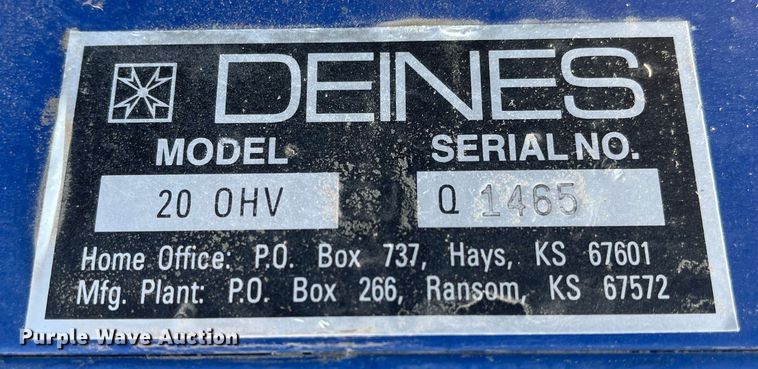 DEINES
MODEL SERIAL NO.
20 OHV Q 1465
Home Office: P.O. Box 737, Hays, KS 67601
Mfg. Plant: P.O. Box 266, Ransom, KS 67572
Purple Wave Auction